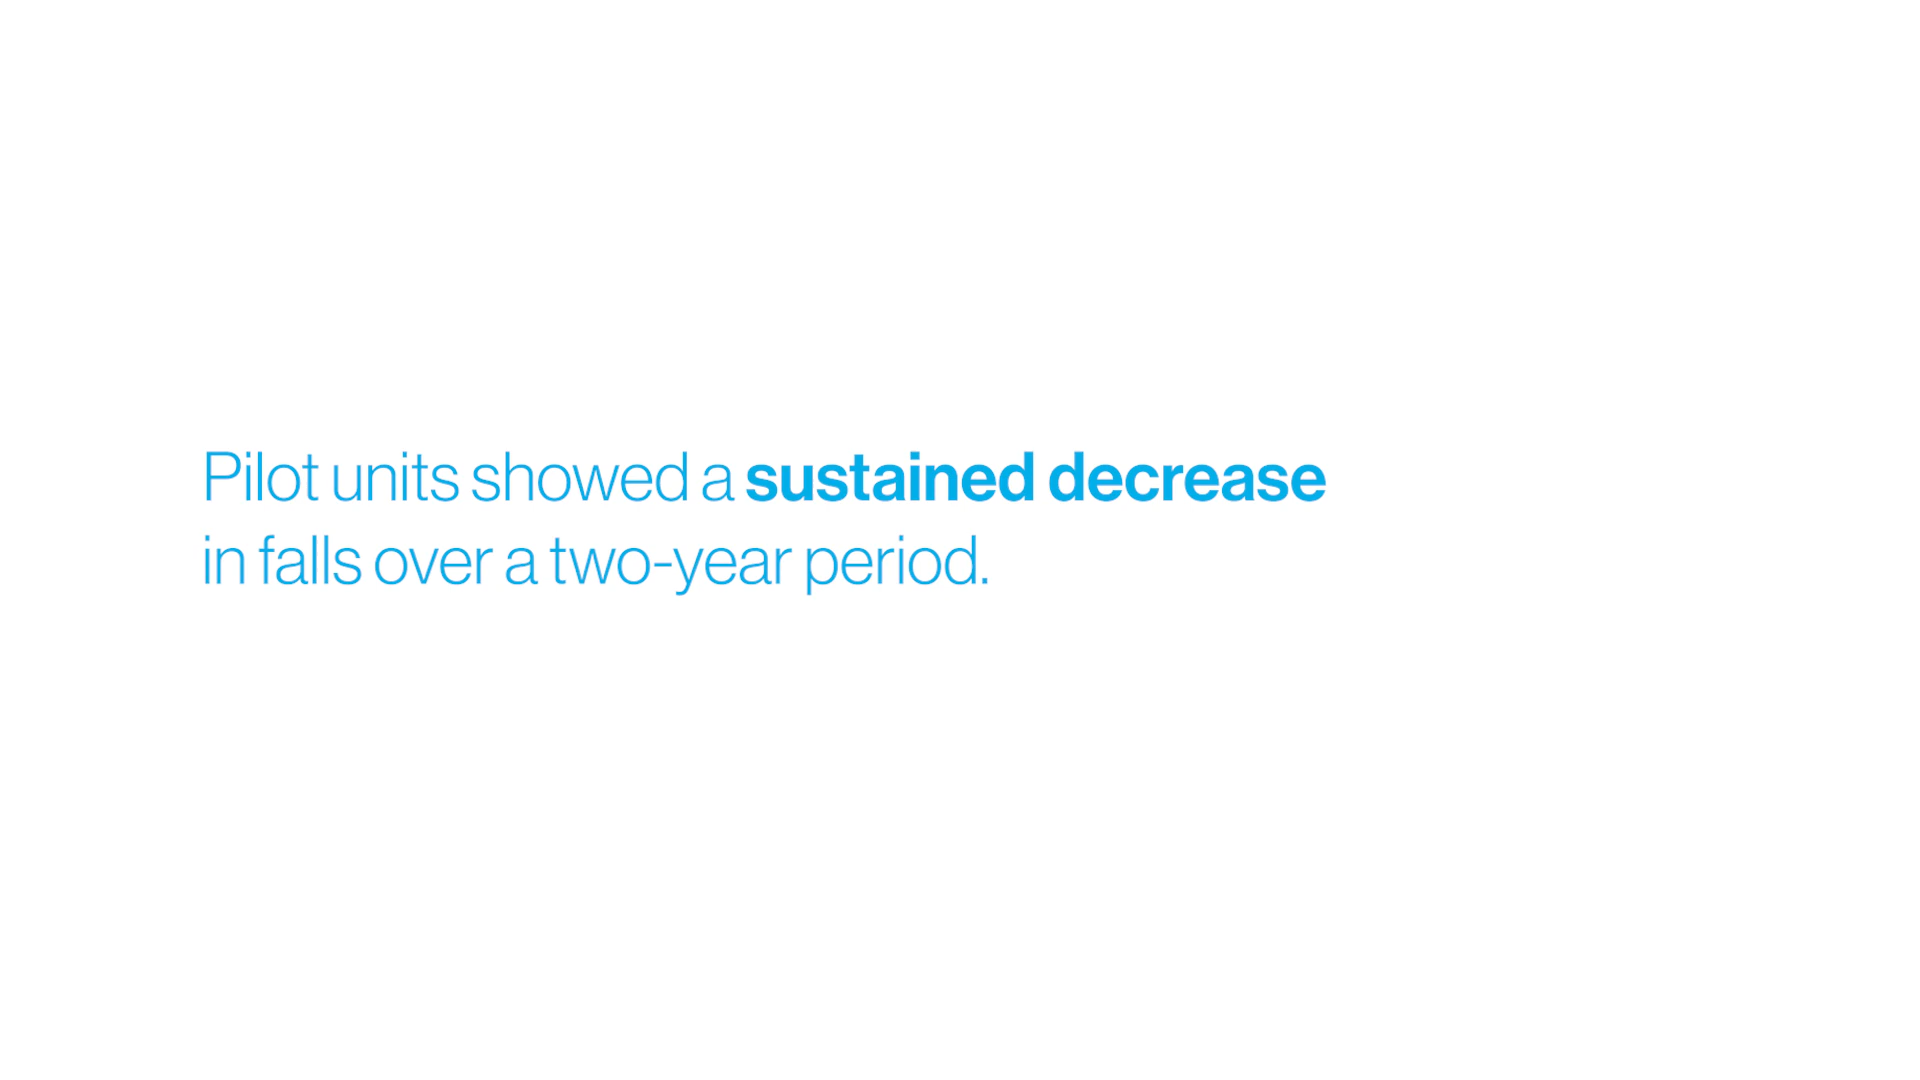 Pilot units showed a sustained decrease
in falls over a two-year period.